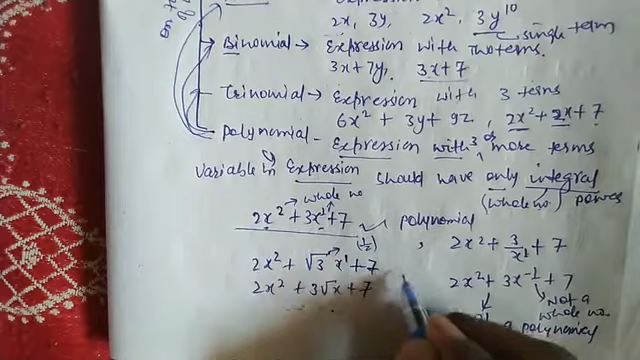 Expression
2x, 3y, 2x², 3y¹⁰
single term
Binomial → Expression with Two terms.
3x+7y, 3x+7
Trinomial → Expression with 3 terms
6x² + 3y + 9z, 2x²+2x+7
polynomial - Expression with 3 or more terms
Variable in Expression should have only integral
(whole no) powers
→ whole no
2x² + 3x¹ + 7 ✓ polynomial
(1/2)
, 2x² + 3/x¹ + 7
2x² + √3 x¹ + 7
2x² + 3x⁻¹ + 7
2x² + 3√x + 7
Not a
whole no.
a polynomial